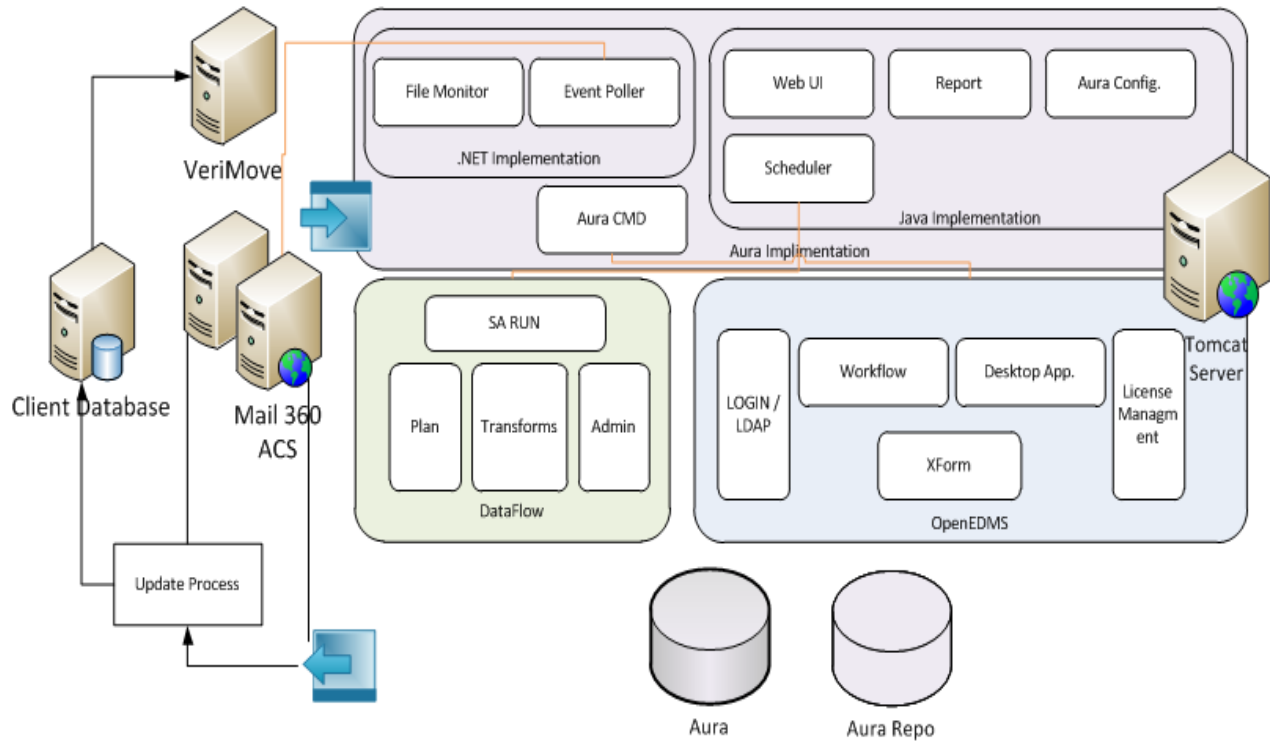 File Monitor
Event Poller
.NET Implementation
Web UI
Report
Aura Config.
Scheduler
Java Implementation
Aura CMD
Aura Implimentation
VeriMove
Client Database
Mail 360
ACS
Tomcat
Server
SA RUN
Plan
Transforms
Admin
DataFlow
LOGIN /
LDAP
Workflow
Desktop App.
License
Managm
ent
XForm
OpenEDMS
Update Process
Aura
Aura Repo